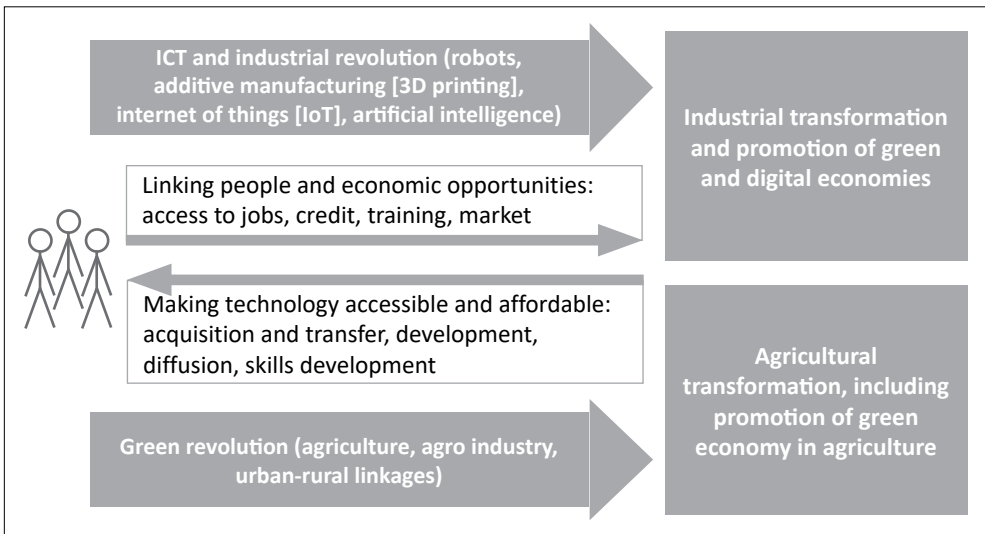 ICT and industrial revolution (robots,
additive manufacturing [3D printing],
internet of things [IoT], artificial intelligence)
Industrial transformation
and promotion of green
and digital economies
Linking people and economic opportunities:
access to jobs, credit, training, market
Making technology accessible and affordable:
acquisition and transfer, development,
diffusion, skills development
Agricultural
transformation, including
promotion of green
economy in agriculture
Green revolution (agriculture, agro industry,
urban-rural linkages)